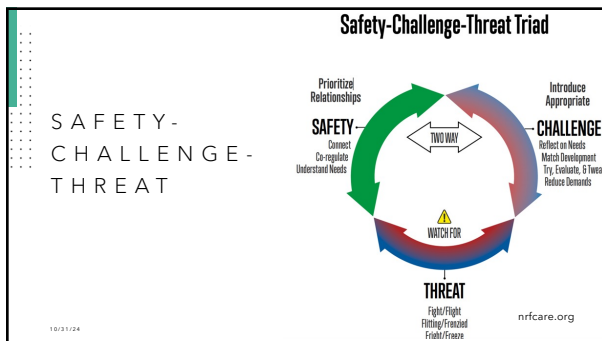 Safety-Challenge-Threat Triad
SAFETY-
CHALLENGE-
THREAT
Prioritize
Relationships
SAFETY
Connect
Co-regulate
Understand Needs
TWO WAY
Introduce
Appropriate
CHALLENGE
Reflect on Needs
Match Development
Try, Evaluate, & Twea
Reduce Demands
WATCH FOR
THREAT
Fight/Flight
Flitting/Frenzied
Fright/Freeze
nrfcare.org
10/31/24